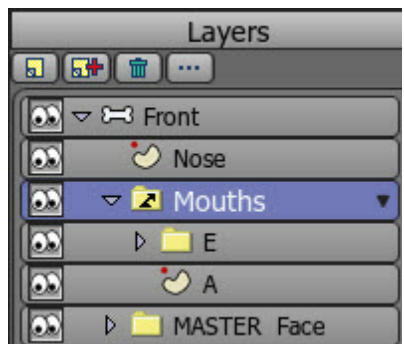 Layers
Front
Nose
Mouths
E
A
MASTER Face